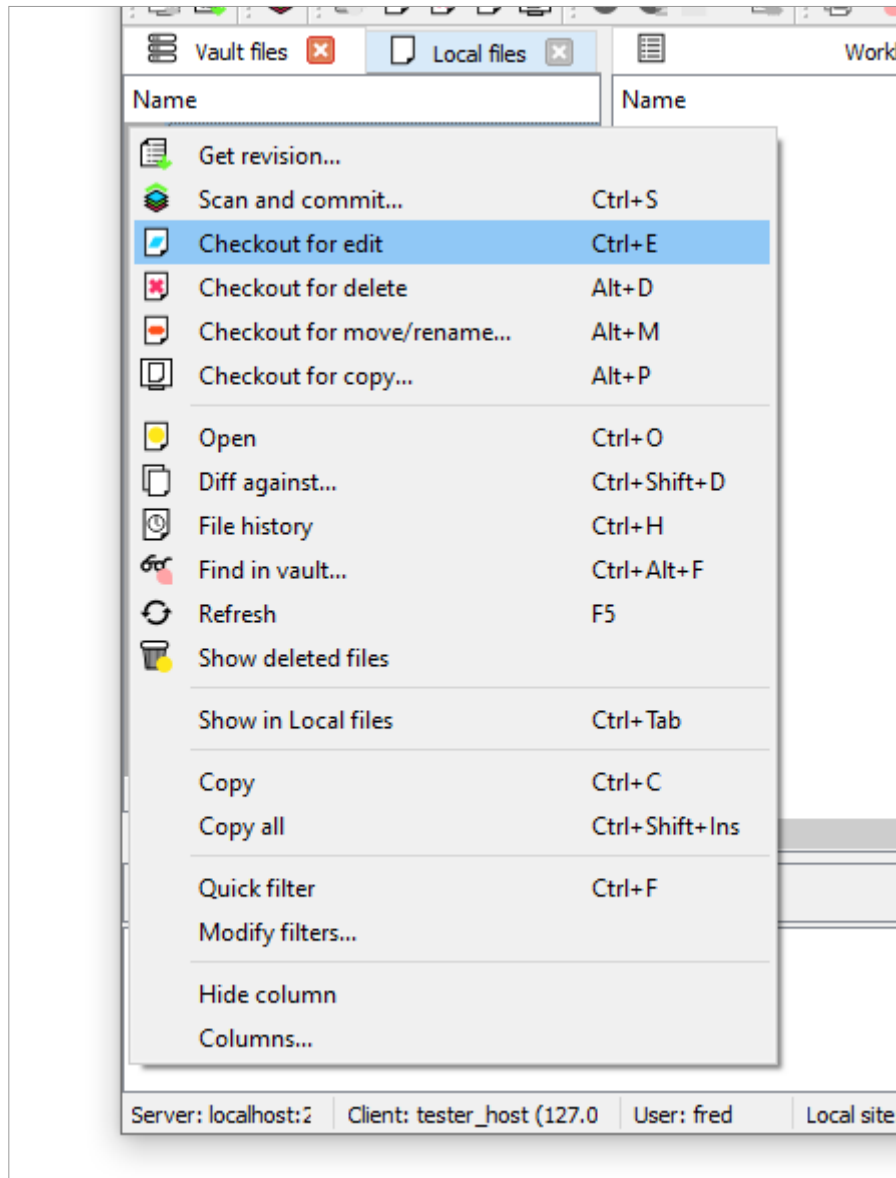 Vault files Local files
Name Name
Get revision...
Scan and commit... Ctrl+S
Checkout for edit Ctrl+E
Checkout for delete Alt+D
Checkout for move/rename... Alt+M
Checkout for copy... Alt+P
Open Ctrl+O
Diff against... Ctrl+Shift+D
File history Ctrl+H
Find in vault... Ctrl+Alt+F
Refresh F5
Show deleted files
Show in Local files Ctrl+Tab
Copy Ctrl+C
Copy all Ctrl+Shift+Ins
Quick filter Ctrl+F
Modify filters...
Hide column
Columns...
Server: localhost:2 Client: tester_host (127.0 User: fred Local site